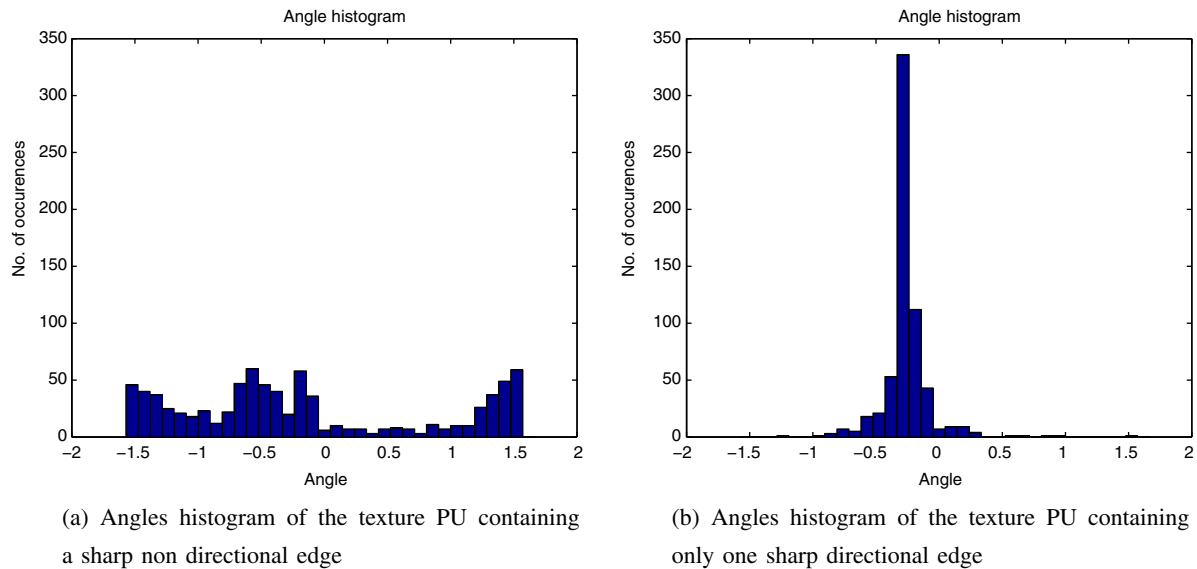 Angle histogram
350
300
250
200
150
100
50
0
No. of occurences
−2 −1.5 −1 −0.5 0 0.5 1 1.5 2
Angle
(a) Angles histogram of the texture PU containing
a sharp non directional edge
Angle histogram
350
300
250
200
150
100
50
0
No. of occurences
−2 −1.5 −1 −0.5 0 0.5 1 1.5 2
Angle
(b) Angles histogram of the texture PU containing
only one sharp directional edge